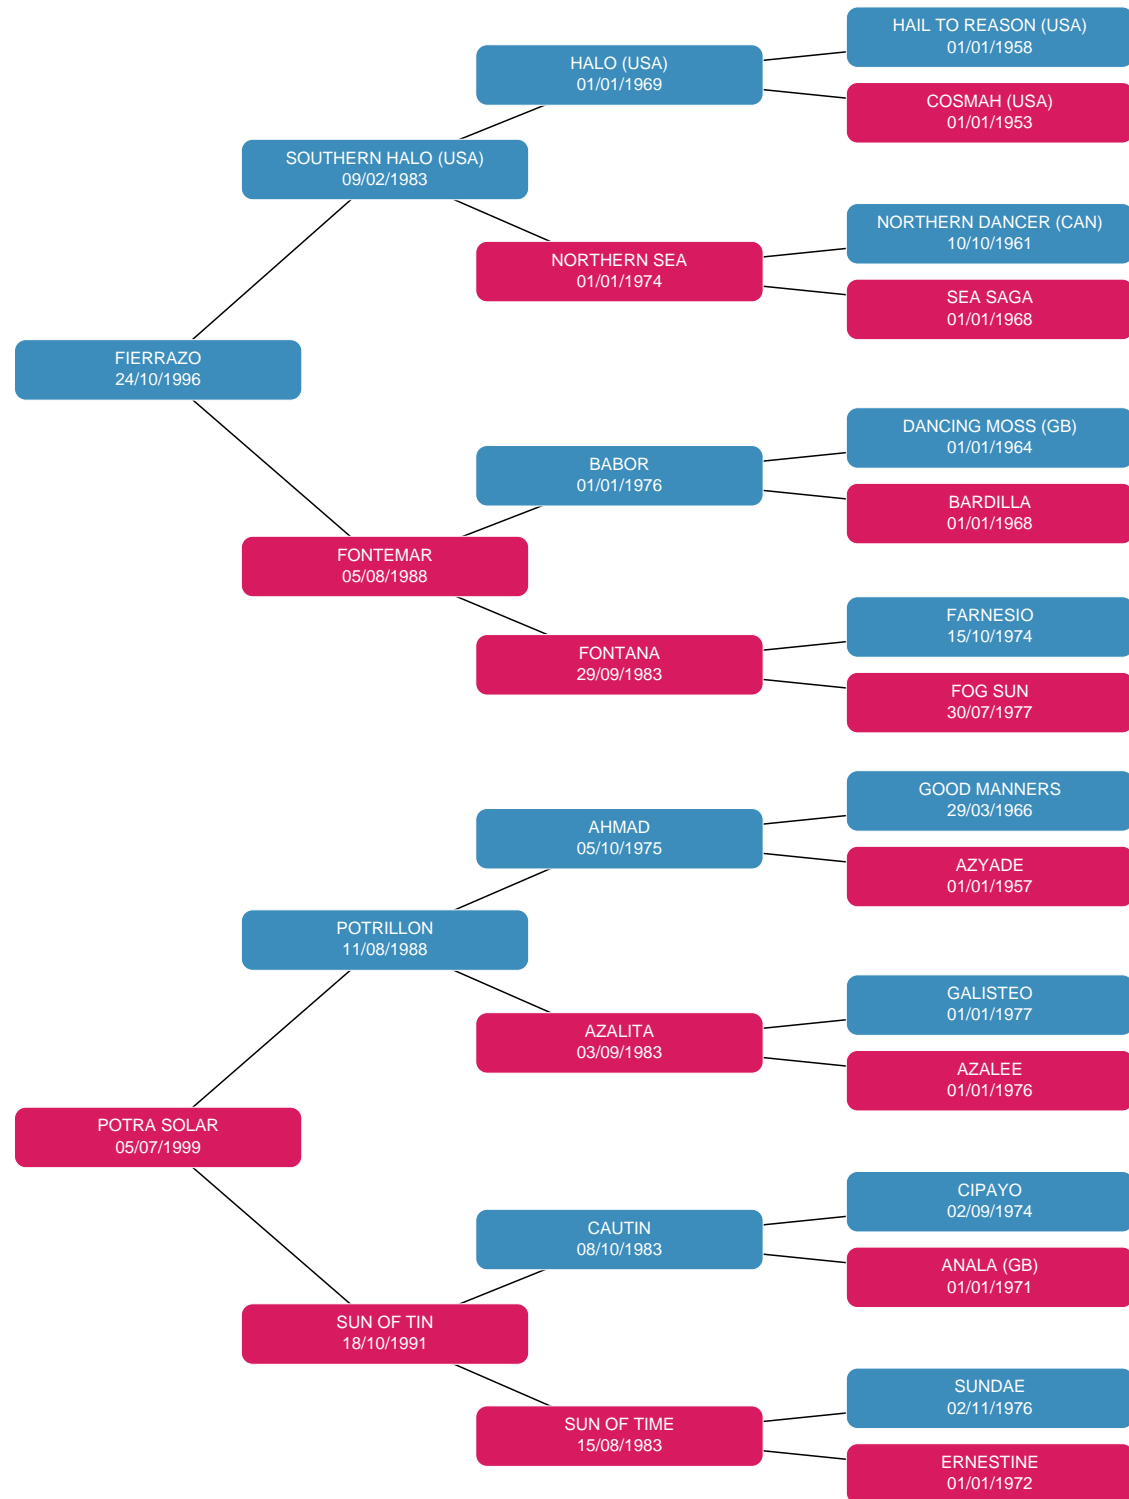 HAIL TO REASON (USA)
01/01/1958
HALO (USA)
01/01/1969
COSMAH (USA)
01/01/1953
SOUTHERN HALO (USA)
09/02/1983
NORTHERN DANCER (CAN)
10/10/1961
NORTHERN SEA
01/01/1974
SEA SAGA
01/01/1968
FIERRAZO
24/10/1996
DANCING MOSS (GB)
01/01/1964
BABOR
01/01/1976
BARDILLA
01/01/1968
FONTEMAR
05/08/1988
FARNESIO
15/10/1974
FONTANA
29/09/1983
FOG SUN
30/07/1977
GOOD MANNERS
29/03/1966
AHMAD
05/10/1975
AZYADE
01/01/1957
POTRILLON
11/08/1988
GALISTEO
01/01/1977
AZALITA
03/09/1983
AZALEE
01/01/1976
POTRA SOLAR
05/07/1999
CIPAYO
02/09/1974
CAUTIN
08/10/1983
ANALA (GB)
01/01/1971
SUN OF TIN
18/10/1991
SUNDAE
02/11/1976
SUN OF TIME
15/08/1983
ERNESTINE
01/01/1972